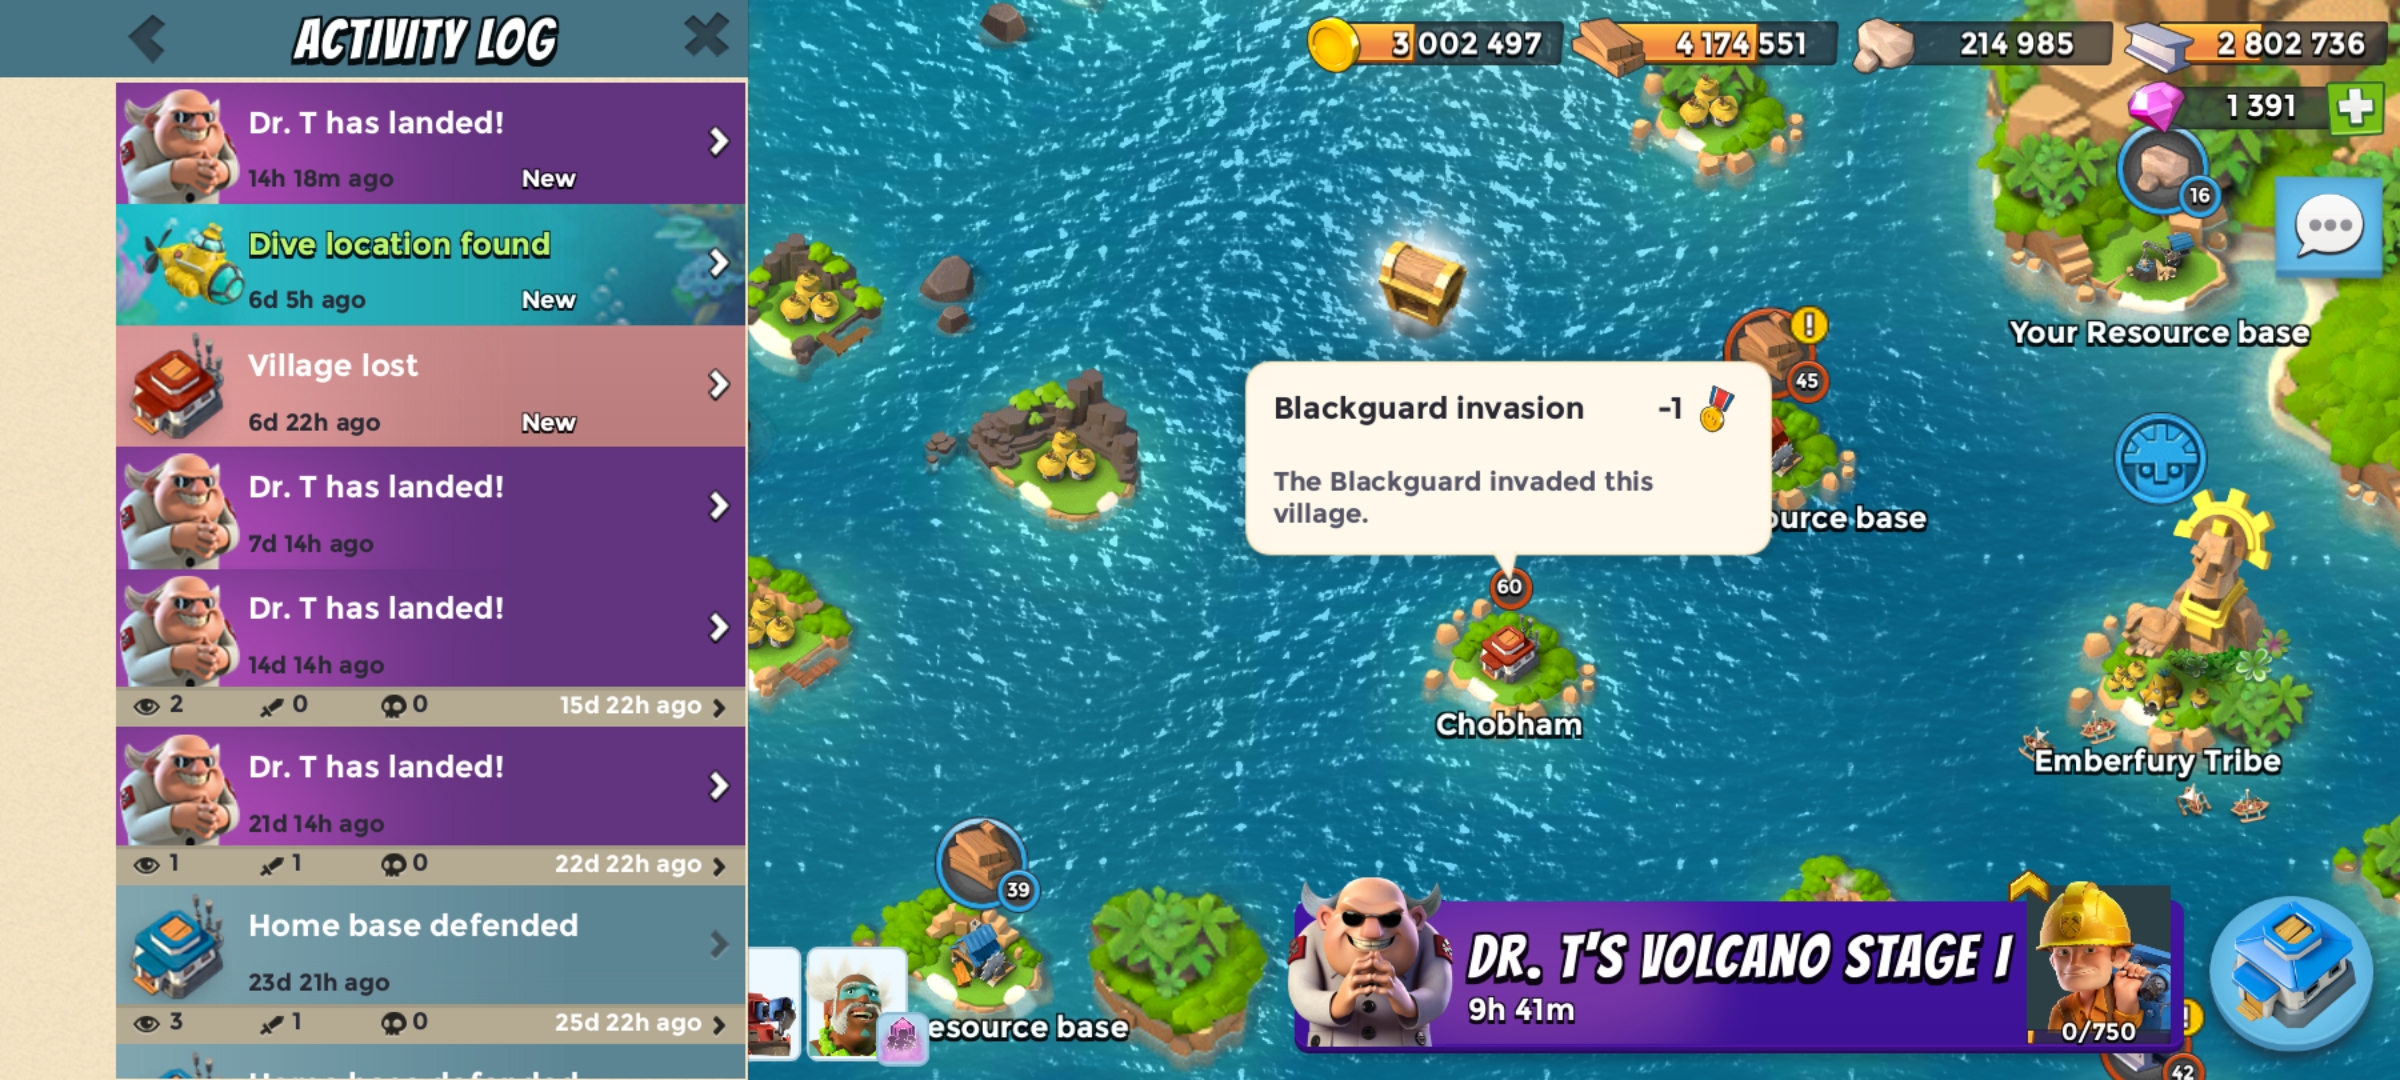 ACTIVITY LOG
Dr. T has landed!
14h 18m ago
New
Dive location found
6d 5h ago
New
Village lost
6d 22h ago
New
Dr. T has landed!
7d 14h ago
Dr. T has landed!
14d 14h ago
2 0 0 15d 22h ago
Dr. T has landed!
21d 14h ago
1 1 0 22d 22h ago
Home base defended
23d 21h ago
3 1 0 25d 22h ago
Home base defended
3 002 497
4 174 551
214 985
2 802 736
1 391
16
Your Resource base
45
Blackguard invasion -1
The Blackguard invaded this
village.
ource base
60
Chobham
Emberfury Tribe
39
esource base
DR. T'S VOLCANO STAGE I
9h 41m
0/750
42